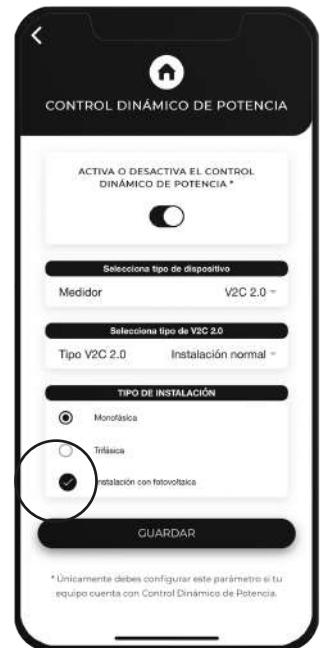 CONTROL DINÁMICO DE POTENCIA
ACTIVA O DESACTIVA EL CONTROL
DINÁMICO DE POTENCIA *
Selecciona tipo de dispositivo
Medidor V2C 2.0
Selecciona tipo de V2C 2.0
Tipo V2C 2.0 Instalación normal
TIPO DE INSTALACIÓN
Monofásica
Trifásica
Instalación con fotovoltaica
GUARDAR
* Únicamente debes configurar este parámetro si tu
equipo cuenta con Control Dinámico de Potencia.